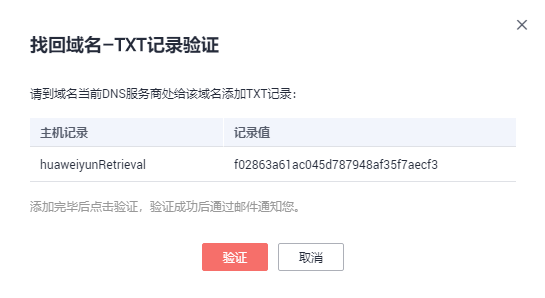 找回域名–TXT记录验证
请到域名当前DNS服务商处给该域名添加TXT记录：
主机记录 记录值
huaweiyunRetrieval f02863a61ac045d787948af35f7aecf3
添加完毕后点击验证，验证成功后通过邮件通知您。
验证 取消